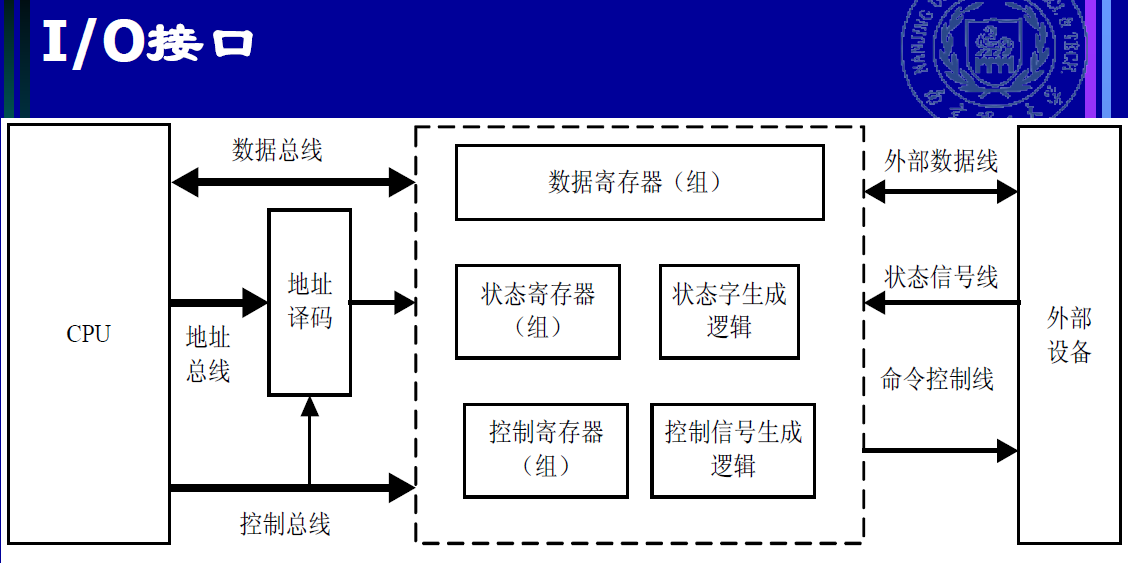 I/O接口
数据总线
数据寄存器（组）
外部数据线
地址
译码
状态寄存器
（组）
状态字生成
逻辑
状态信号线
CPU
地址
总线
外部
设备
命令控制线
控制寄存器
（组）
控制信号生成
逻辑
控制总线